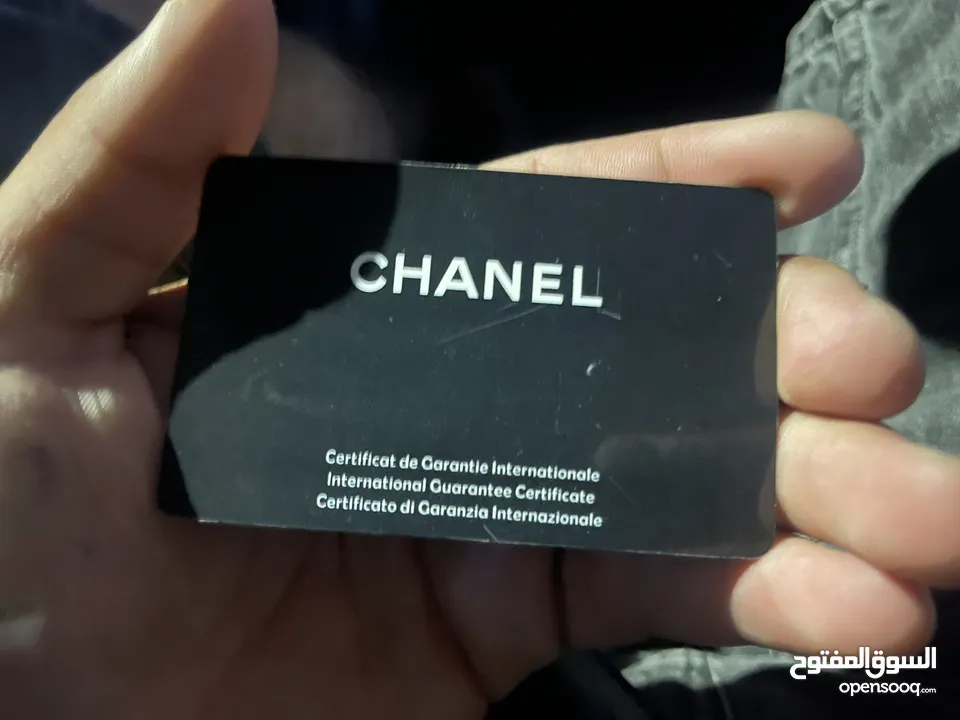 CHANEL
Certificat de Garantie Internationale
International Guarantee Certificate
Certificato di Garanzia Internazionale
السوق المفتوح
opensooq.com